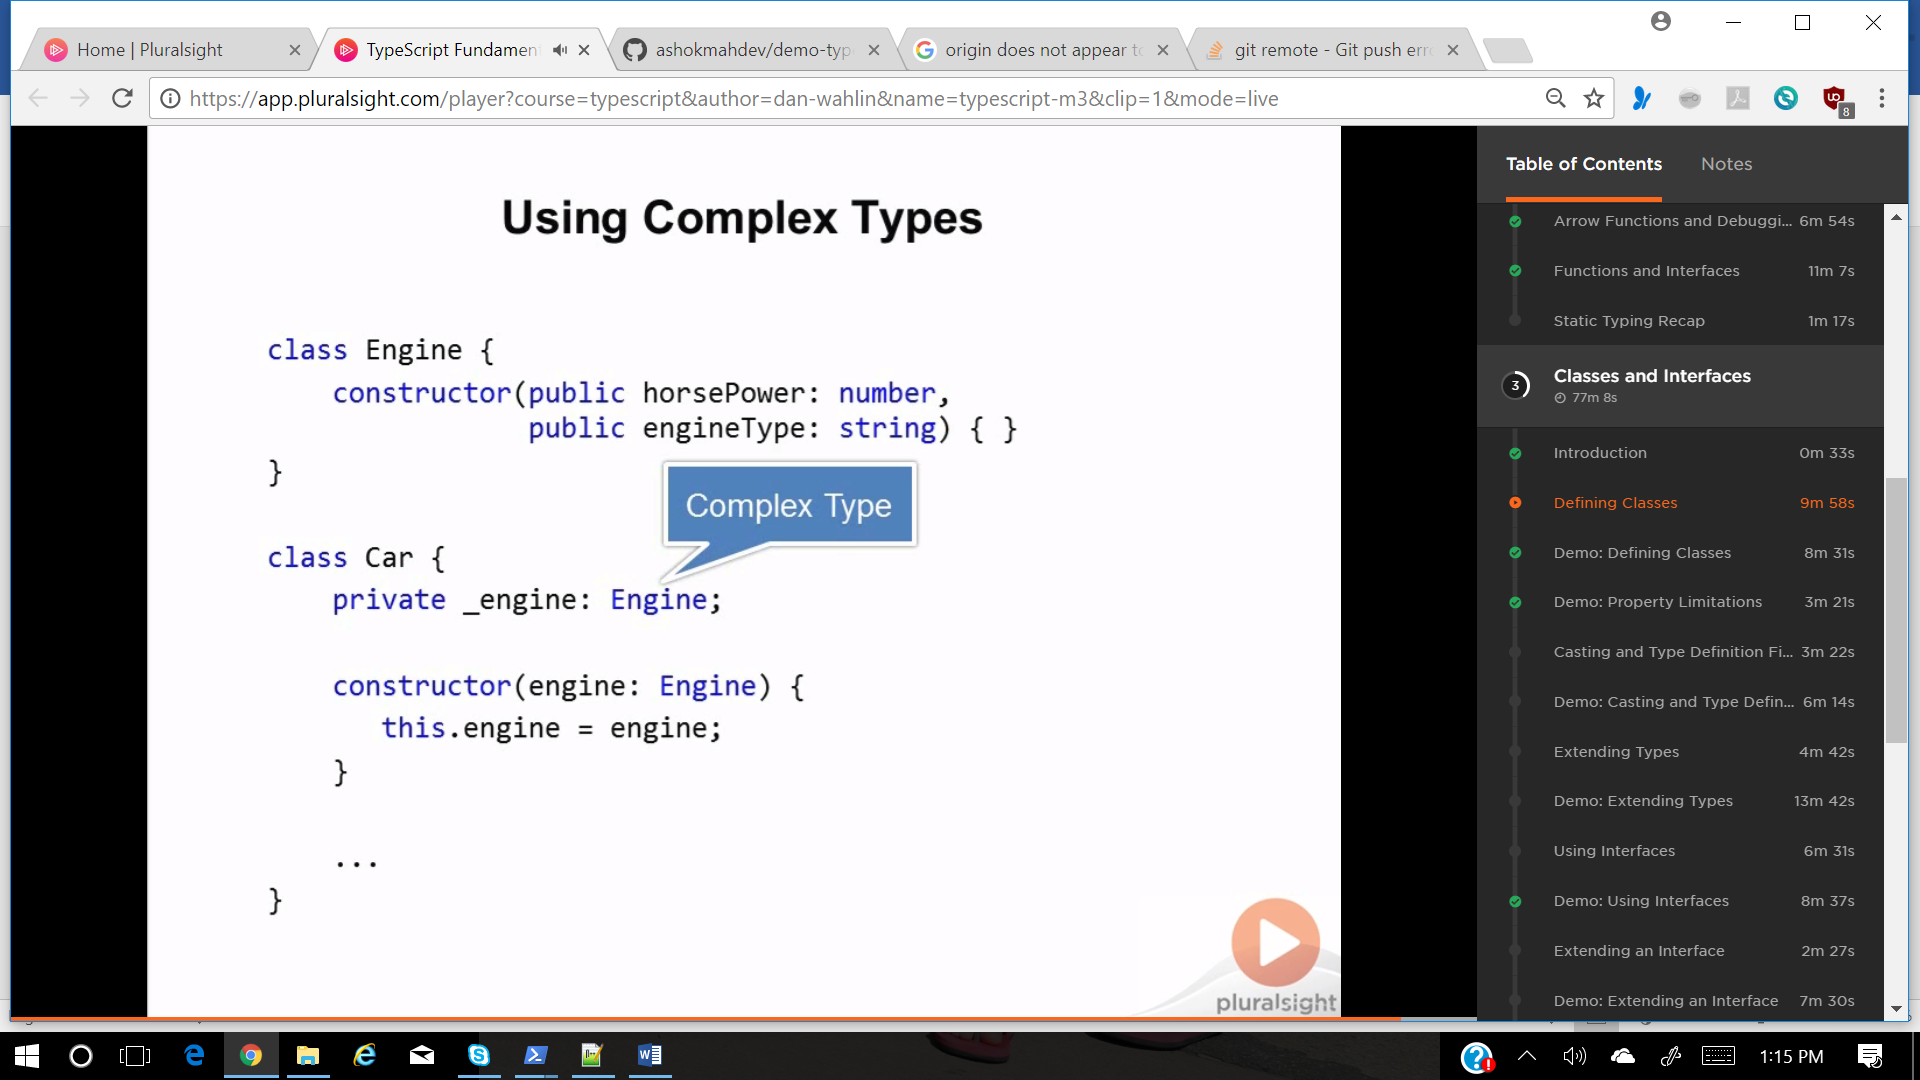 Home | Pluralsight
TypeScript Fundamen
ashokmahdev/demo-typ
origin does not appear to
git remote - Git push erro
https://app.pluralsight.com/player?course=typescript&author=dan-wahlin&name=typescript-m3&clip=1&mode=live
8
Using Complex Types
class Engine {
constructor(public horsePower: number,
public engineType: string) { }
}
Complex Type
class Car {
private _engine: Engine;
constructor(engine: Engine) {
this.engine = engine;
}
...
}
pluralsight
Table of Contents
Notes
Arrow Functions and Debuggi... 6m 54s
Functions and Interfaces 11m 7s
Static Typing Recap 1m 17s
3
Classes and Interfaces
77m 8s
Introduction 0m 33s
Defining Classes 9m 58s
Demo: Defining Classes 8m 31s
Demo: Property Limitations 3m 21s
Casting and Type Definition Fi... 3m 22s
Demo: Casting and Type Defin... 6m 14s
Extending Types 4m 42s
Demo: Extending Types 13m 42s
Using Interfaces 6m 31s
Demo: Using Interfaces 8m 37s
Extending an Interface 2m 27s
Demo: Extending an Interface 7m 30s
1:15 PM